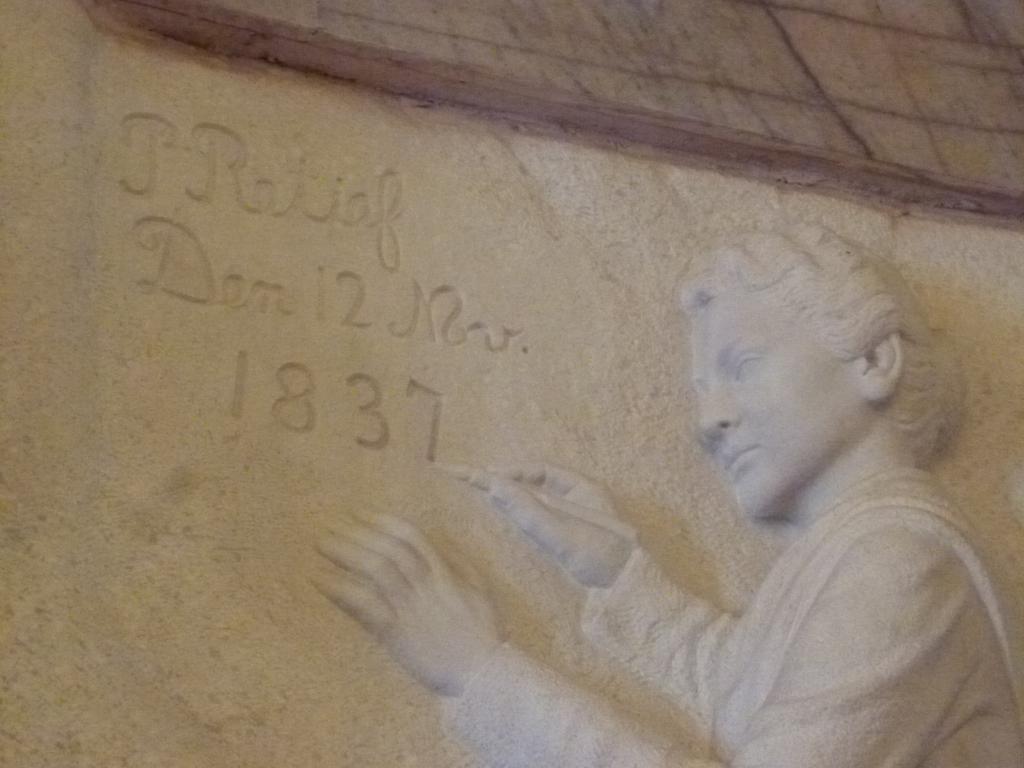 P Retief
Den 12 Nov.
1837